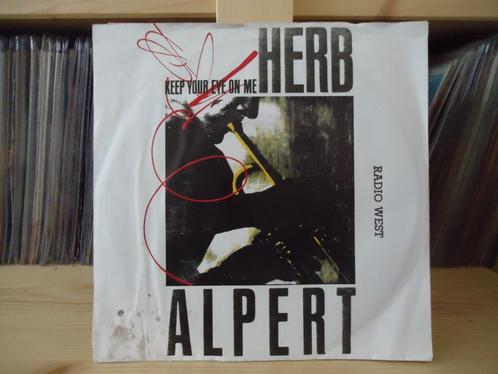 KEEP YOUR EYE ON ME
HERB
ALPERT
RADIO WEST